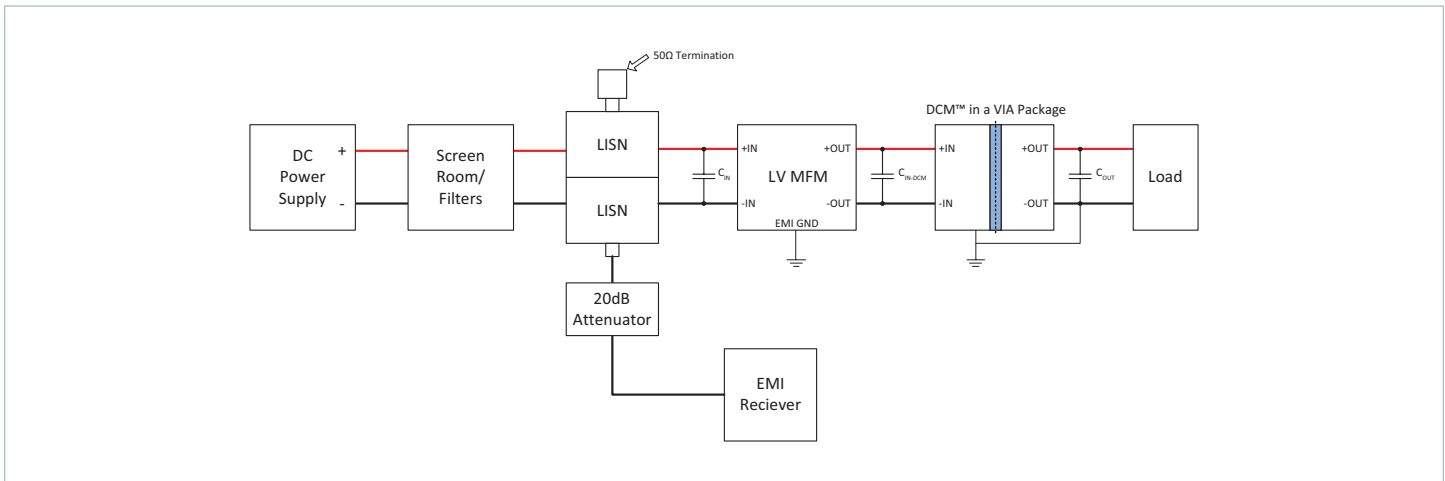 50Ω Termination
DCM™ in a VIA Package
DC
Power
Supply
+
-
Screen
Room/
Filters
LISN
LISN
C_IN
+IN
-IN
LV MFM
EMI GND
+OUT
-OUT
C_IN-DCM
+IN
-IN
+OUT
-OUT
C_OUT
Load
20dB
Attenuator
EMI
Reciever